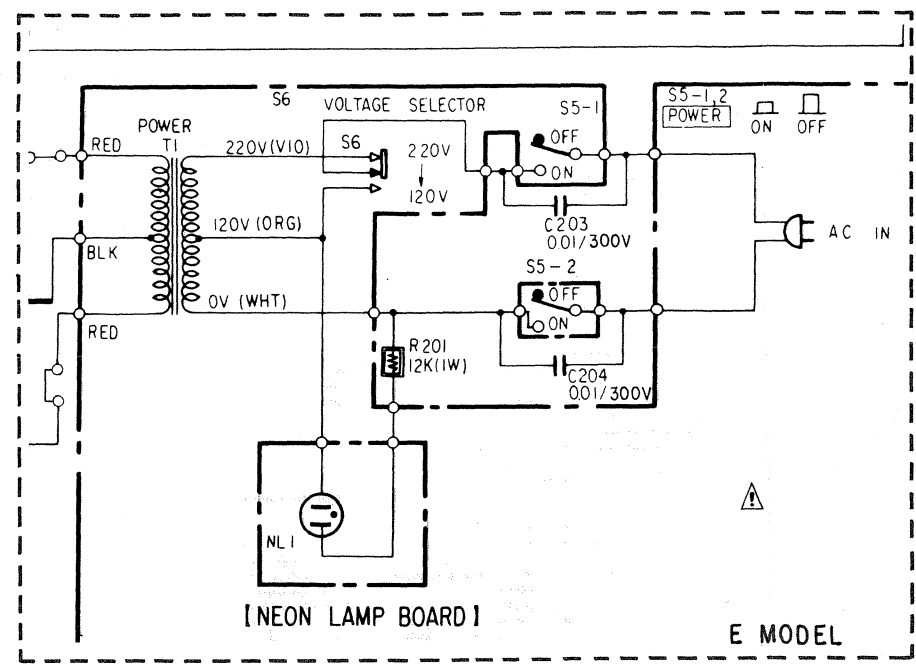 S6
VOLTAGE SELECTOR
S5-1
S5-1,2
POWER
ON
OFF
POWER
T1
RED
220V(VIO)
S6
220V
120V
OFF
ON
BLK
120V(ORG)
C203
0.01/300V
AC IN
S5-2
OFF
ON
RED
0V (WHT)
R201
12K(1W)
C204
0.01/300V
NL1
[NEON LAMP BOARD]
E MODEL